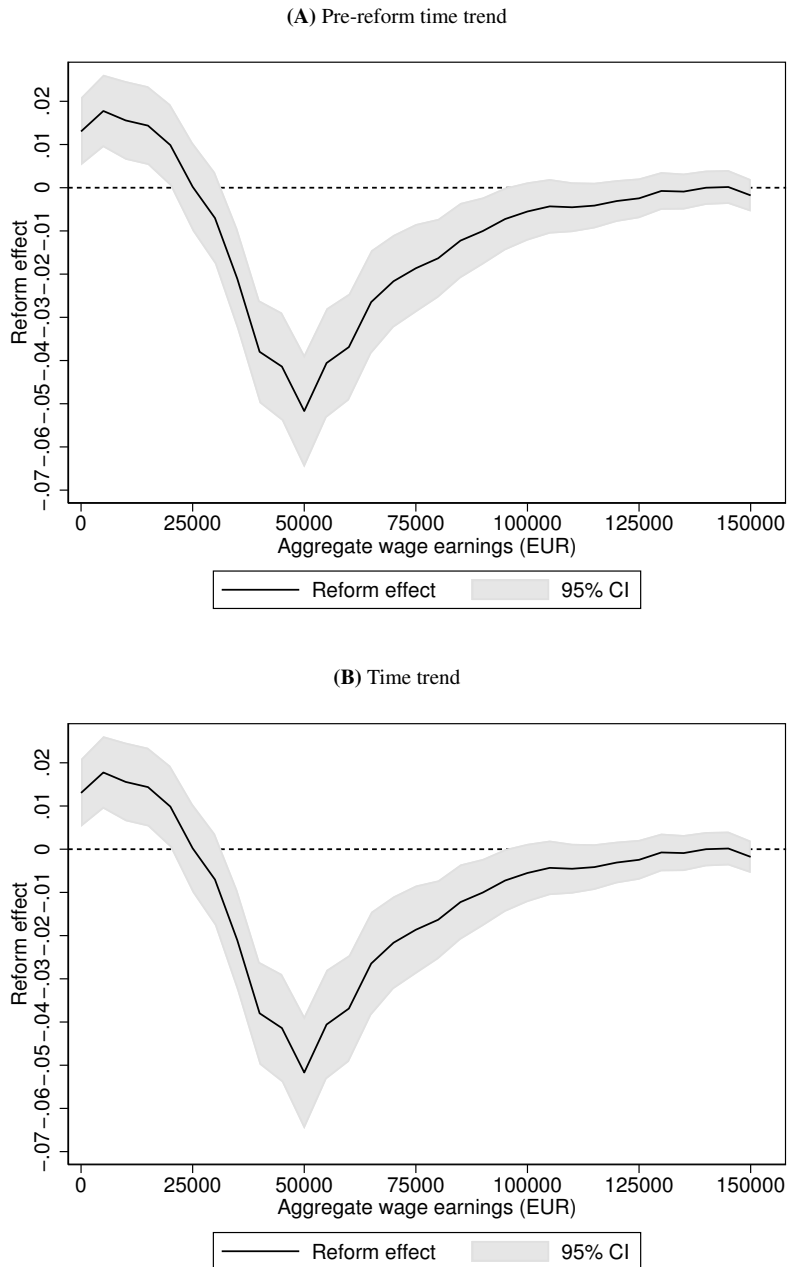 (A) Pre-reform time trend
.02
.01
0
-.01
-.02
-.03
-.04
-.05
-.06
-.07
Reform effect
0 25000 50000 75000 100000 125000 150000
Aggregate wage earnings (EUR)
Reform effect 95% CI
(B) Time trend
.02
.01
0
-.01
-.02
-.03
-.04
-.05
-.06
-.07
Reform effect
0 25000 50000 75000 100000 125000 150000
Aggregate wage earnings (EUR)
Reform effect 95% CI